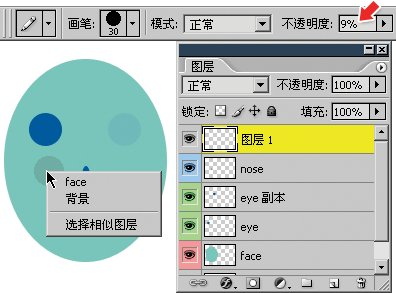 画笔: 30 模式: 正常 不透明度: 9%
图层
正常 不透明度: 100%
锁定: 填充: 100%
图层 1
nose
eye 副本
eye
face
face
背景
选择相似图层